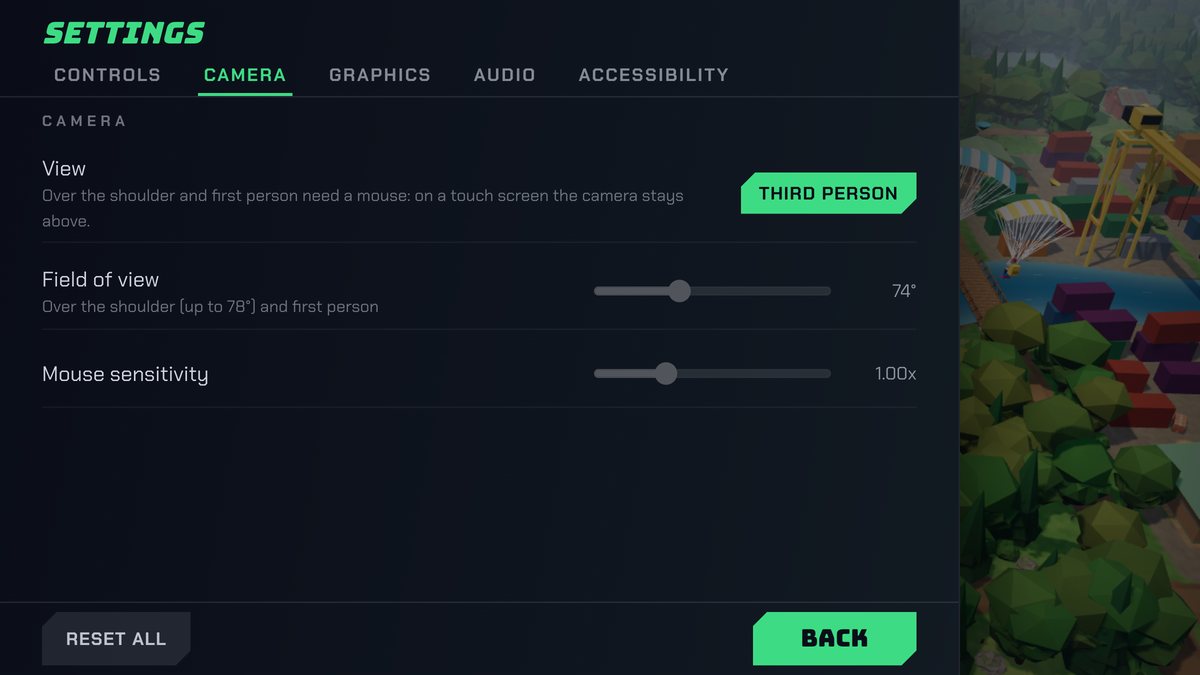 SETTINGS
CONTROLS CAMERA GRAPHICS AUDIO ACCESSIBILITY
CAMERA
View
Over the shoulder and first person need a mouse: on a touch screen the camera stays
above.
THIRD PERSON
Field of view
Over the shoulder (up to 78°) and first person
74°
Mouse sensitivity
1.00x
RESET ALL
BACK